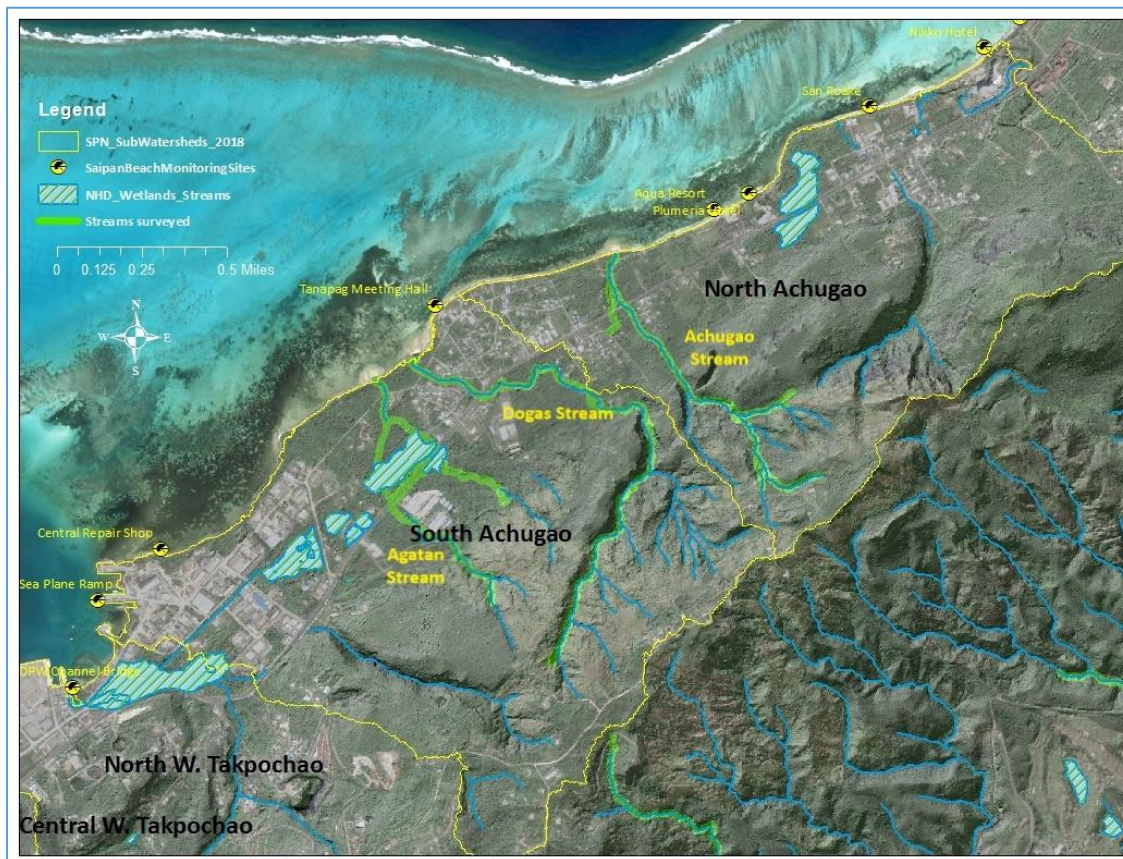 Nikko Hotel
San Roake
Legend
SPN_SubWatersheds_2018
SaipanBeachMonitoringSites
NHD_Wetlands_Streams
Streams surveyed
0 0.125 0.25 0.5 Miles
Aqua Resort
Plumeria Hotel
Tanapag Meeting Hall
N
W E
S
North Achugao
Achugao
Stream
Dogas Stream
Central Repair Shop
South Achugao
Agatan
Stream
Sea Plane Ramp
DPW Channel Bridge
North W. Takpochao
Central W. Takpochao